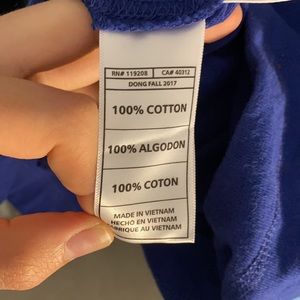 RN# 119208 CA# 40312
DONG FALL 2017
100% COTTON
100% ALGODON
100% COTON
MADE IN VIETNAM
HECHO EN VIETNAM
FABRIQUE AU VIETNAM